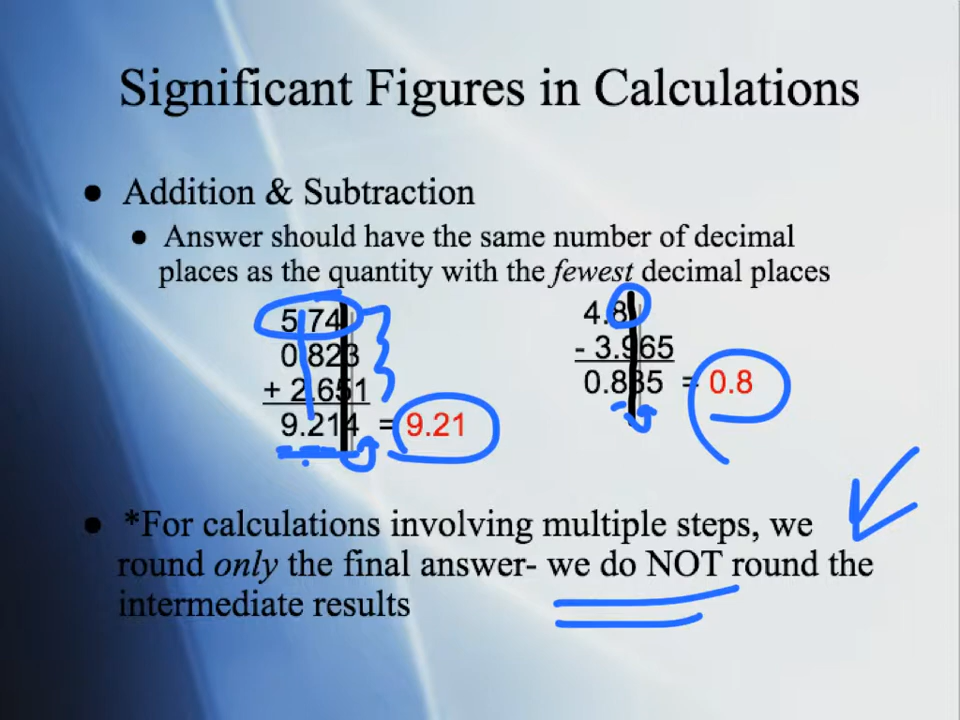 Significant Figures in Calculations
● Addition & Subtraction
● Answer should have the same number of decimal
places as the quantity with the fewest decimal places
5.74
0.823
+ 2.651
9.214 = 9.21
4.8
- 3.965
0.835 = 0.8
● *For calculations involving multiple steps, we
round only the final answer- we do NOT round the
intermediate results